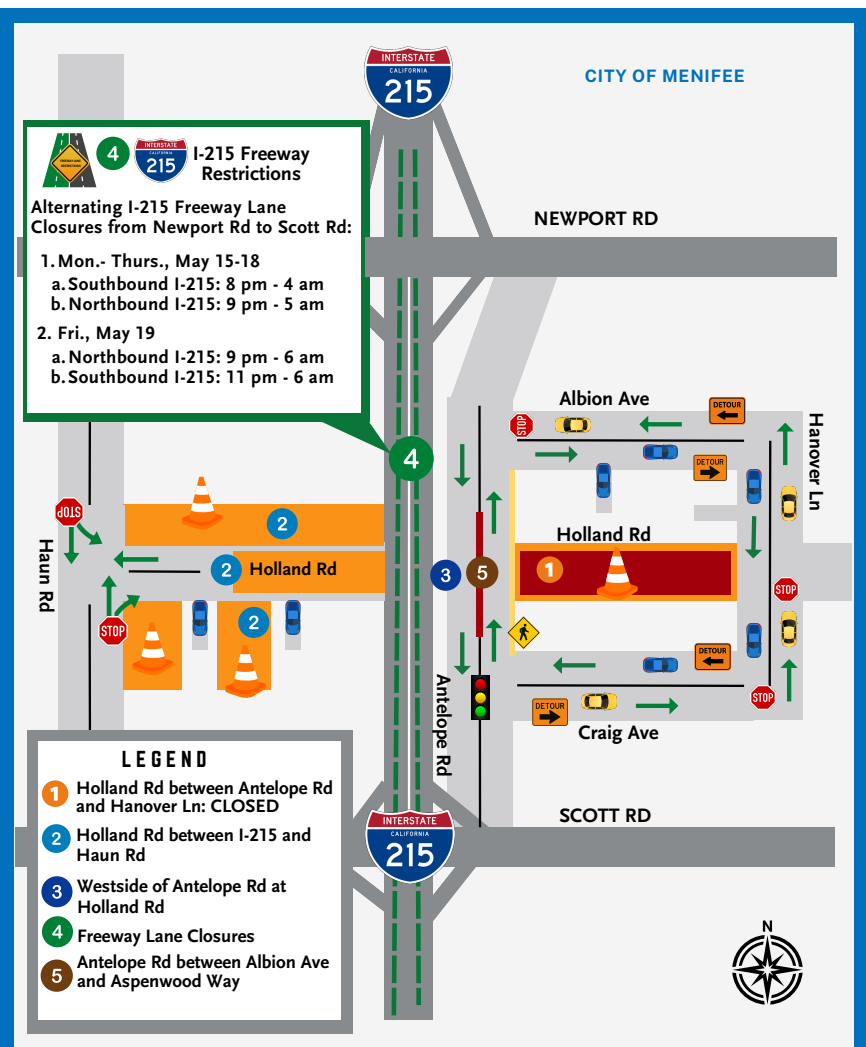 INTERSTATE
CALIFORNIA
215
CITY OF MENIFEE
FREEWAY LANE
RESTRICTIONS
4
INTERSTATE
CALIFORNIA
215
I-215 Freeway
Restrictions
Alternating I-215 Freeway Lane
Closures from Newport Rd to Scott Rd:
1. Mon.- Thurs., May 15-18
a. Southbound I-215: 8 pm - 4 am
b. Northbound I-215: 9 pm - 5 am
2. Fri., May 19
a. Northbound I-215: 9 pm - 6 am
b. Southbound I-215: 11 pm - 6 am
NEWPORT RD
Albion Ave
DETOUR
STOP
Hanover Ln
4
DETOUR
STOP
2
Holland Rd
Haun Rd
2
Holland Rd
3
5
1
STOP
2
STOP
DETOUR
Antelope Rd
STOP
DETOUR
Craig Ave
LEGEND
1 Holland Rd between Antelope Rd
and Hanover Ln: CLOSED
2 Holland Rd between I-215 and
Haun Rd
3 Westside of Antelope Rd at
Holland Rd
4 Freeway Lane Closures
5 Antelope Rd between Albion Ave
and Aspenwood Way
INTERSTATE
CALIFORNIA
215
SCOTT RD
N